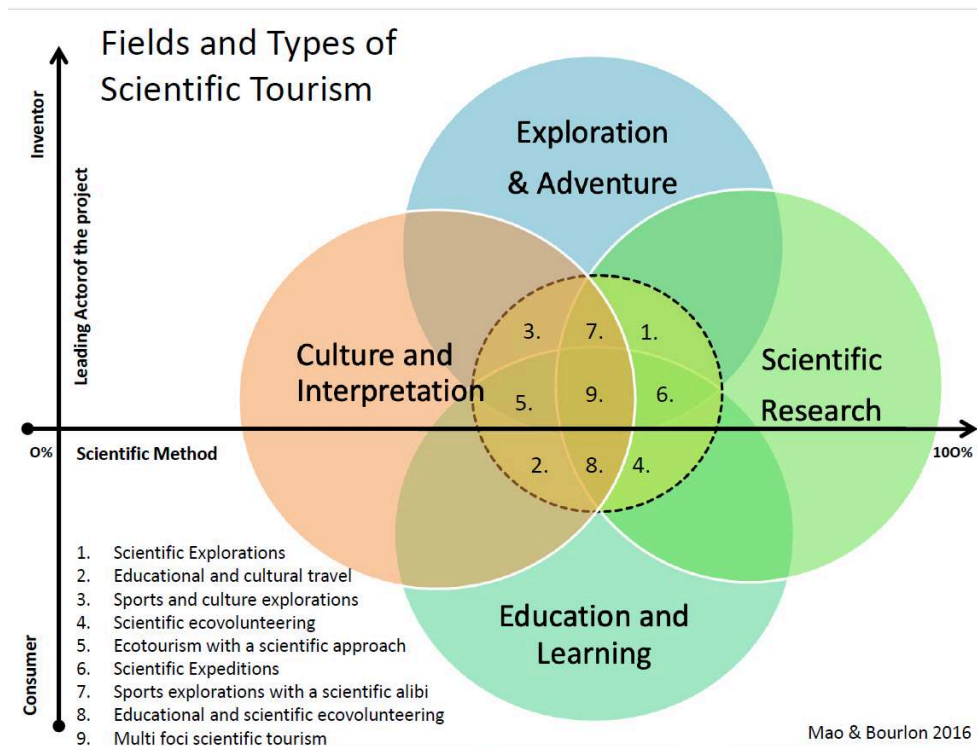 Fields and Types of
Scientific Tourism
Inventor
Leading Actorof the project
Consumer
Exploration
& Adventure
Culture and
Interpretation
Scientific
Research
Education and
Learning
3.
7.
1.
5.
9.
6.
2.
8.
4.
0%
Scientific Method
100%
1. Scientific Explorations
2. Educational and cultural travel
3. Sports and culture explorations
4. Scientific ecovolunteering
5. Ecotourism with a scientific approach
6. Scientific Expeditions
7. Sports explorations with a scientific alibi
8. Educational and scientific ecovolunteering
9. Multi foci scientific tourism
Mao & Bourlon 2016